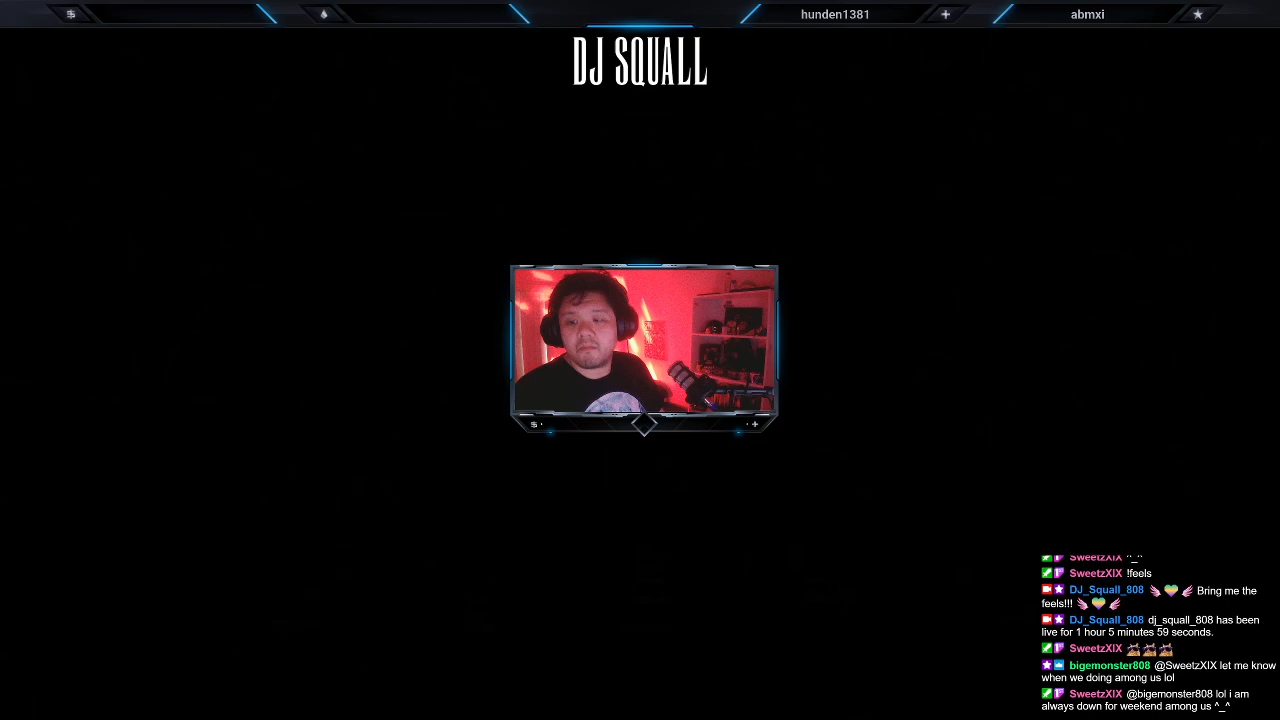 hunden1381
abmxi
DJ SQUALL
SweetzXIX ^_^
SweetzXIX !feels
DJ_Squall_808 Bring me the
feels!!!
DJ_Squall_808 dj_squall_808 has been
live for 1 hour 5 minutes 59 seconds.
SweetzXIX
bigemonster808 @SweetzXIX let me know
when we doing among us lol
SweetzXIX @bigemonster808 lol i am
always down for weekend among us ^_^